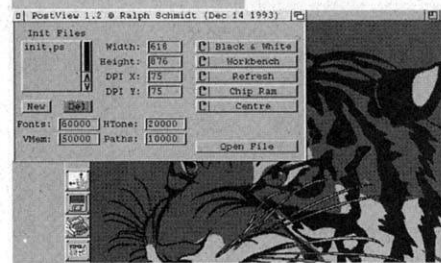 PostView 1.2 © Ralph Schmidt (Dec 14 1993)
Init Files
init.ps
Width: 618
Height: 876
DPI X: 75
DPI Y: 75
New Del
Fonts: 60000 HTone: 20000
VMem: 50000 Paths: 10000
Black & White
Workbench
Refresh
Chip Ram
Centre
Open File